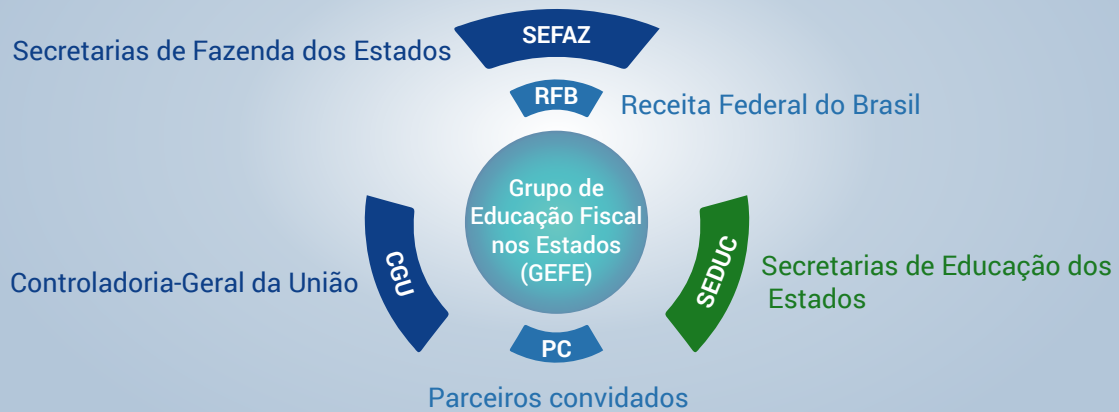 SEFAZ
Secretarias de Fazenda dos Estados
RFB
Receita Federal do Brasil
Grupo de
Educação Fiscal
nos Estados
(GEFE)
CGU
Controladoria-Geral da União
SEDUC
Secretarias de Educação dos
Estados
PC
Parceiros convidados